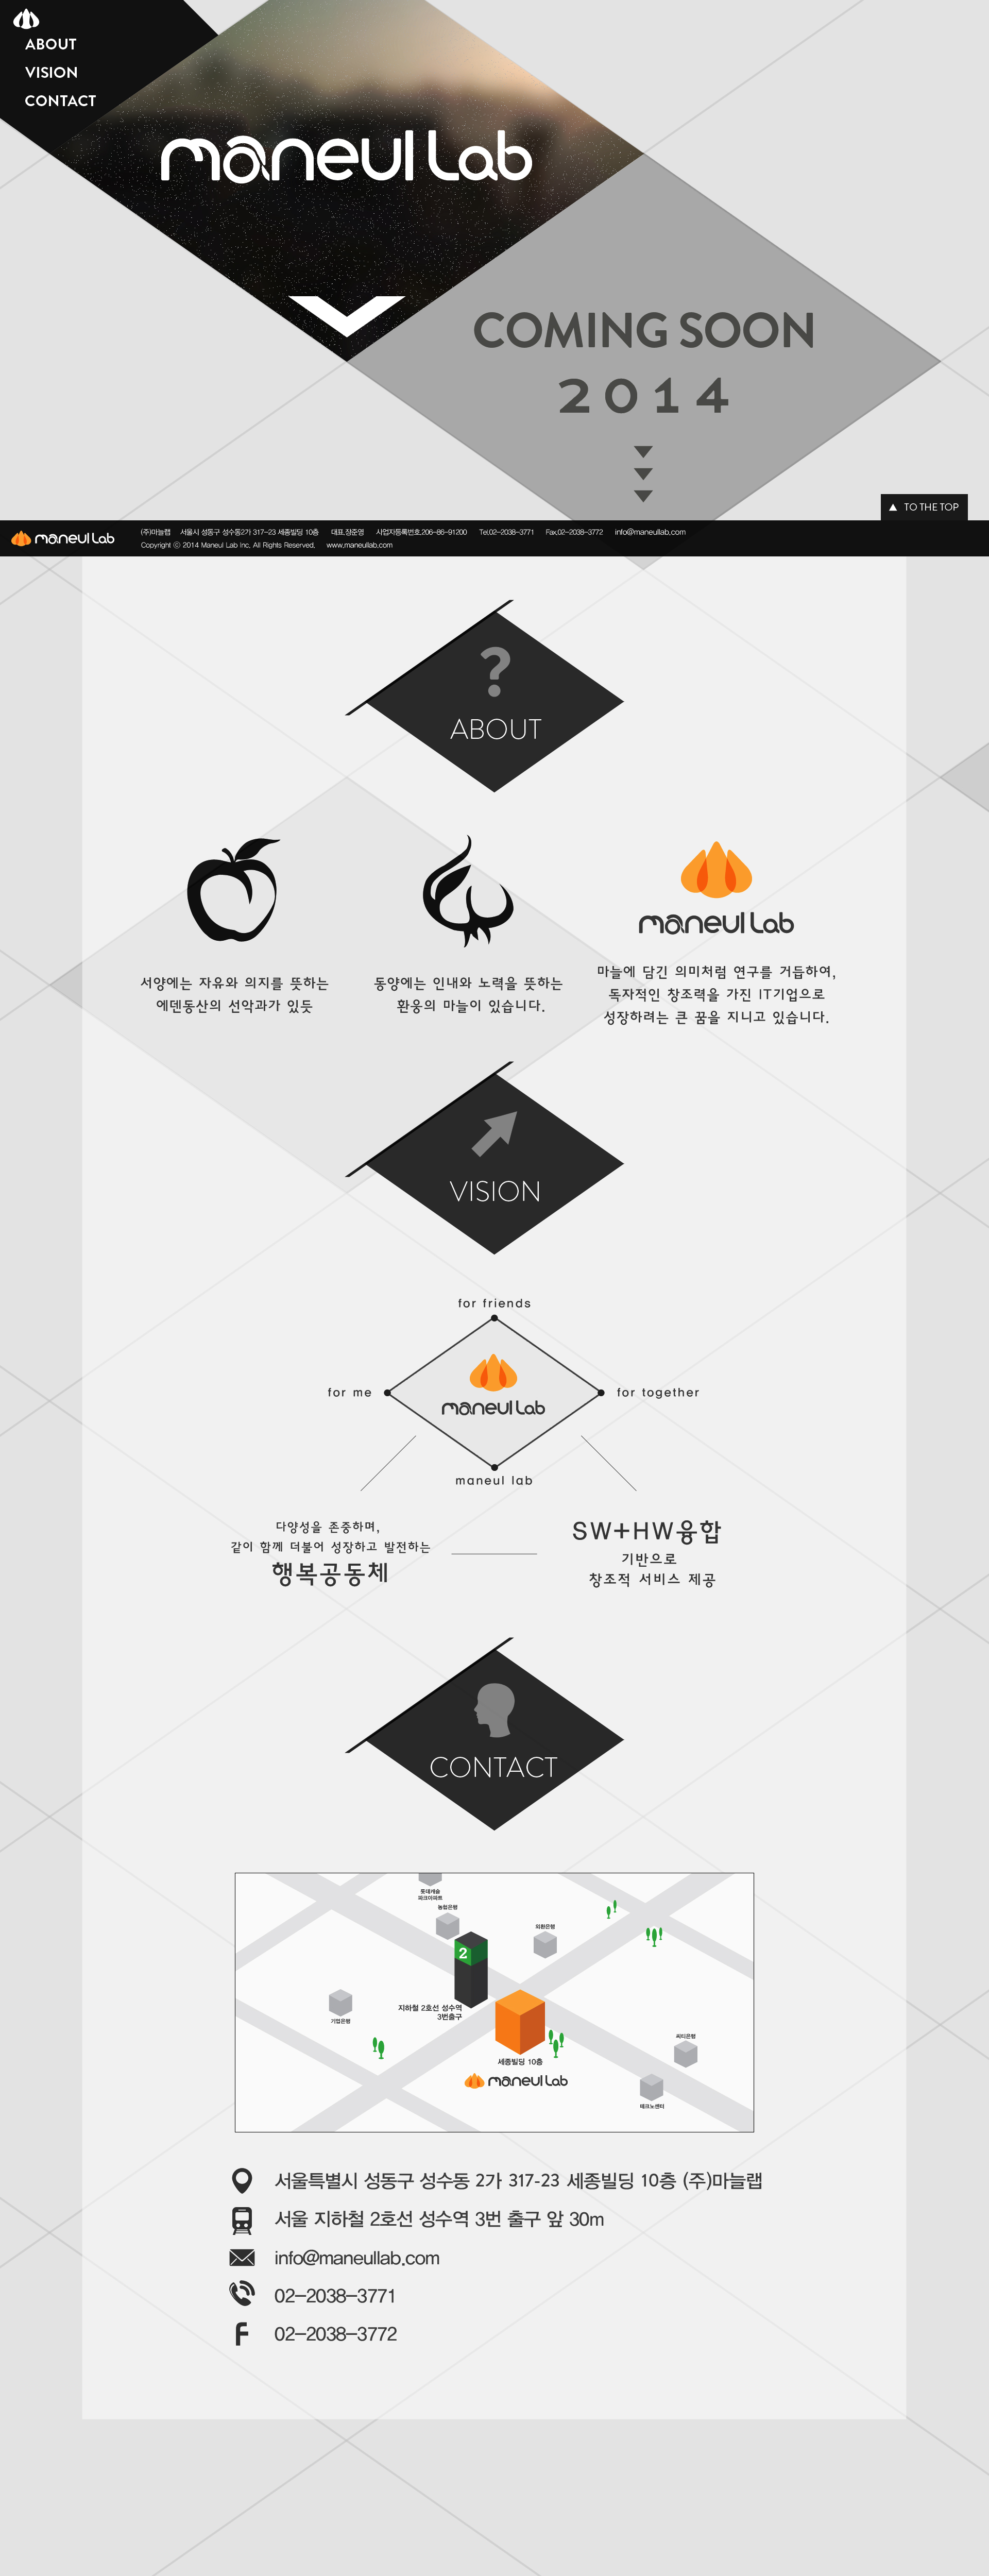 ABOUT
VISION
CONTACT
maneul Lab
COMING SOON
2014
TO THE TOP
maneul Lab
(주)마늘랩 서울시 성동구 성수동2가 317-23 세종빌딩 10층 대표.장준영 사업자등록번호.206-86-91200 Tel.02-2038-3771 Fax.02-2038-3772 info@maneullab.com
Copyright ⓒ 2014 Maneul Lab Inc. All Rights Reserved. www.maneullab.com
?
ABOUT
서양에는 자유와 의지를 뜻하는
에덴동산의 선악과가 있듯
동양에는 인내와 노력을 뜻하는
환웅의 마늘이 있습니다.
maneul Lab
마늘에 담긴 의미처럼 연구를 거듭하여,
독자적인 창조력을 가진 IT기업으로
성장하려는 큰 꿈을 지니고 있습니다.
VISION
for friends
for me
maneul Lab
for together
maneul lab
다양성을 존중하며,
같이 함께 더불어 성장하고 발전하는
행복공동체
SW+HW융합
기반으로
창조적 서비스 제공
CONTACT
롯데캐슬
파크아파트
농협은행
외환은행
2
기업은행
지하철 2호선 성수역
3번출구
세종빌딩 10층
maneul Lab
씨티은행
테크노센터
서울특별시 성동구 성수동 2가 317-23 세종빌딩 10층 (주)마늘랩
서울 지하철 2호선 성수역 3번 출구 앞 30m
info@maneullab.com
02-2038-3771
F 02-2038-3772